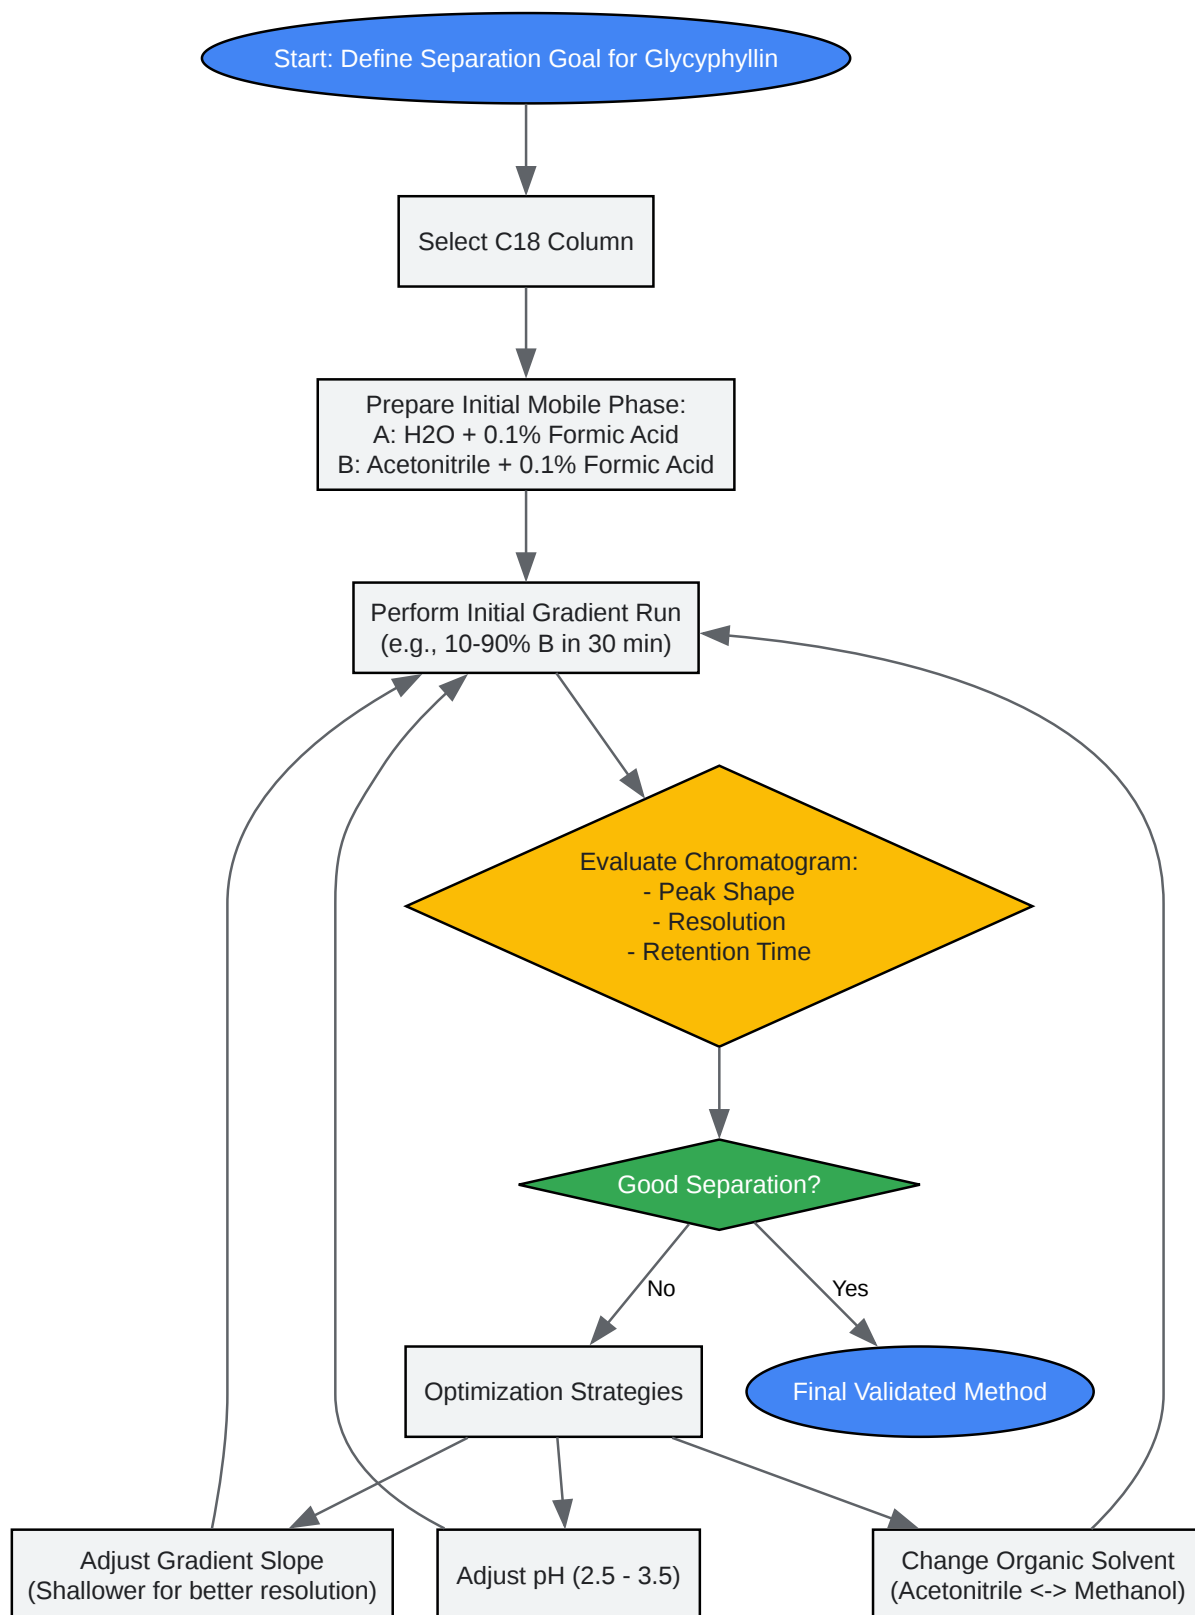 Start: Define Separation Goal for Glycyphyllin
Select C18 Column
Prepare Initial Mobile Phase:
A: H2O + 0.1% Formic Acid
B: Acetonitrile + 0.1% Formic Acid
Perform Initial Gradient Run
(e.g., 10-90% B in 30 min)
Evaluate Chromatogram:
- Peak Shape
- Resolution
- Retention Time
Good Separation?
No
Yes
Optimization Strategies
Final Validated Method
Adjust Gradient Slope
(Shallower for better resolution)
Adjust pH (2.5 - 3.5)
Change Organic Solvent
(Acetonitrile <-> Methanol)